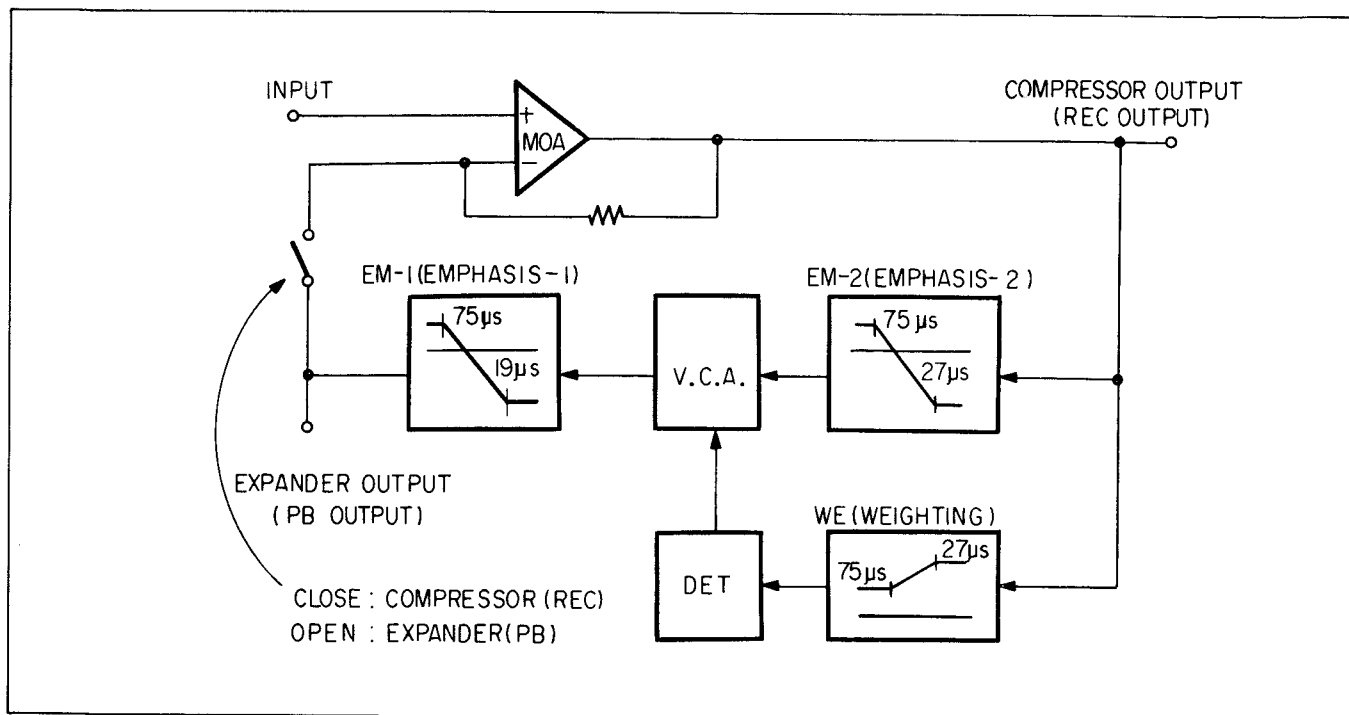 INPUT
COMPRESSOR OUTPUT
(REC OUTPUT)
+
MOA
−
EM-1(EMPHASIS-1)
75µs
19µs
V.C.A.
EM-2(EMPHASIS-2)
75µs
27µs
EXPANDER OUTPUT
(PB OUTPUT)
DET
WE(WEIGHTING)
75µs
27µs
CLOSE : COMPRESSOR(REC)
OPEN : EXPANDER(PB)